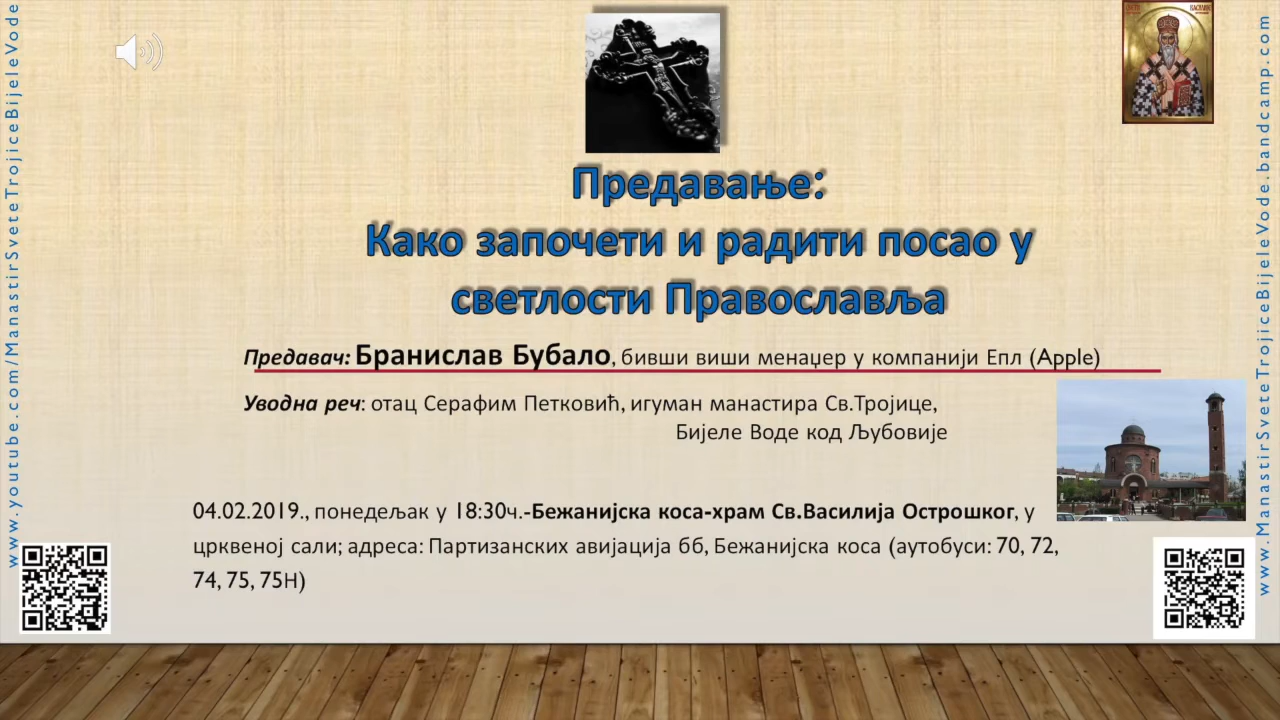 Предавање:
Како започети и радити посао у
светлости Православља
Предавач: Бранислав Бубало, бивши виши менаџер у компанији Епл (Apple)
Уводна реч: отац Серафим Петковић, игуман манастира Св.Тројице,
Бијеле Воде код Љубовије
04.02.2019., понедељак у 18:30ч.-Бежанијска коса-храм Св.Василија Острошког, у
црквеној сали; адреса: Партизанских авијација бб, Бежанијска коса (аутобуси: 70, 72,
74, 75, 75Н)
www.youtube.com/ManastirSveteTrojiceBijeleVode
www.ManastirSveteTrojiceBijeleVode.bandcamp.com